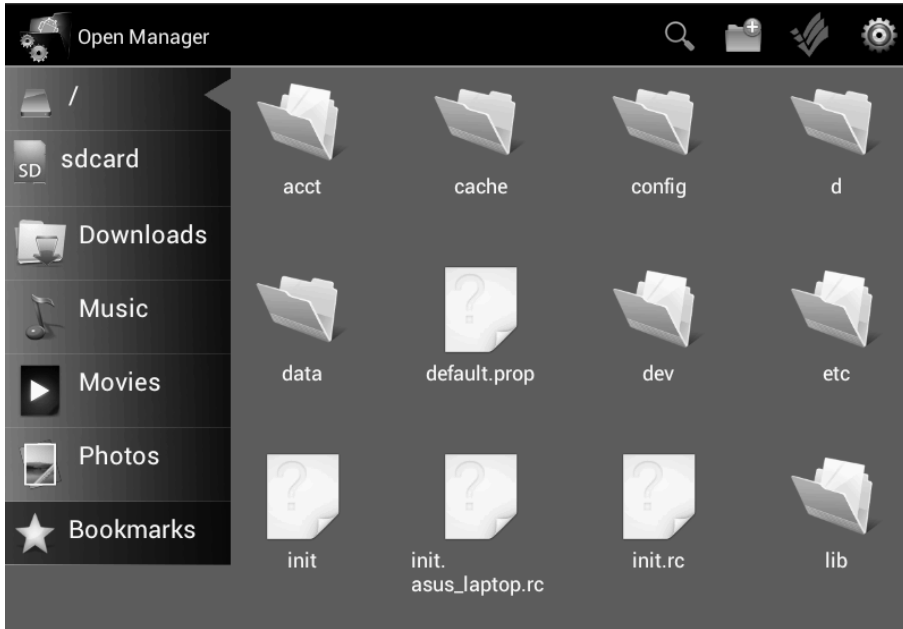 Open Manager
/
SD
sdcard
Downloads
Music
Movies
Photos
Bookmarks
acct
cache
config
d
data
default.prop
dev
etc
init
init.
asus_laptop.rc
init.rc
lib